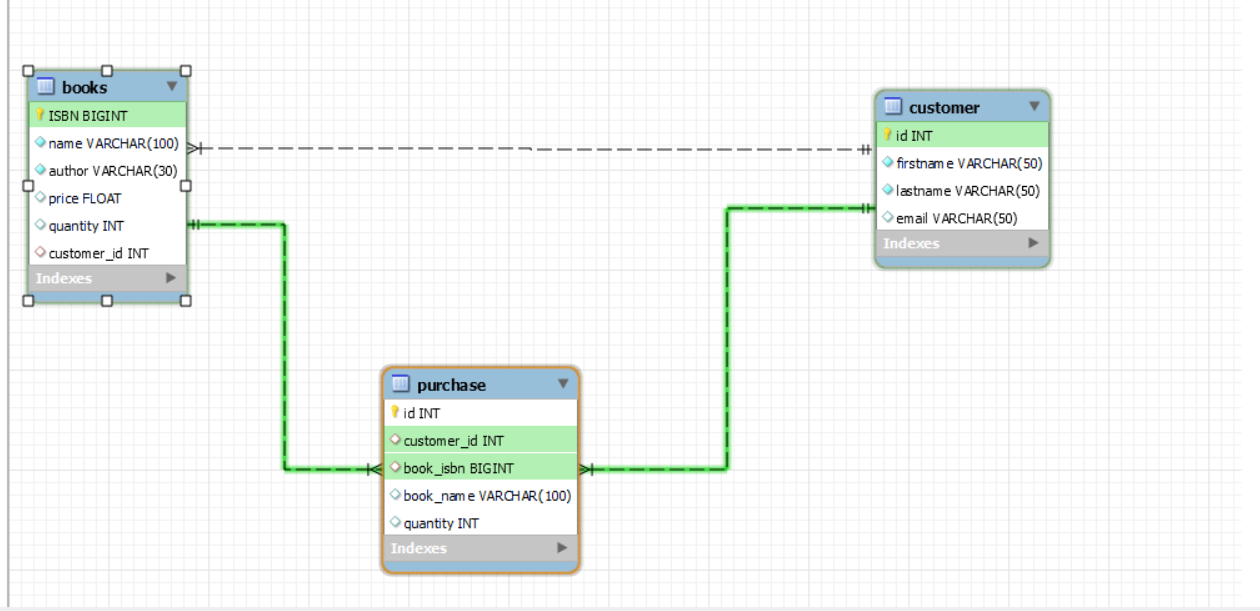 books
ISBN BIGINT
name VARCHAR(100)
author VARCHAR(30)
price FLOAT
quantity INT
customer_id INT
Indexes
customer
id INT
firstname VARCHAR(50)
lastname VARCHAR(50)
email VARCHAR(50)
Indexes
purchase
id INT
customer_id INT
book_isbn BIGINT
book_name VARCHAR(100)
quantity INT
Indexes